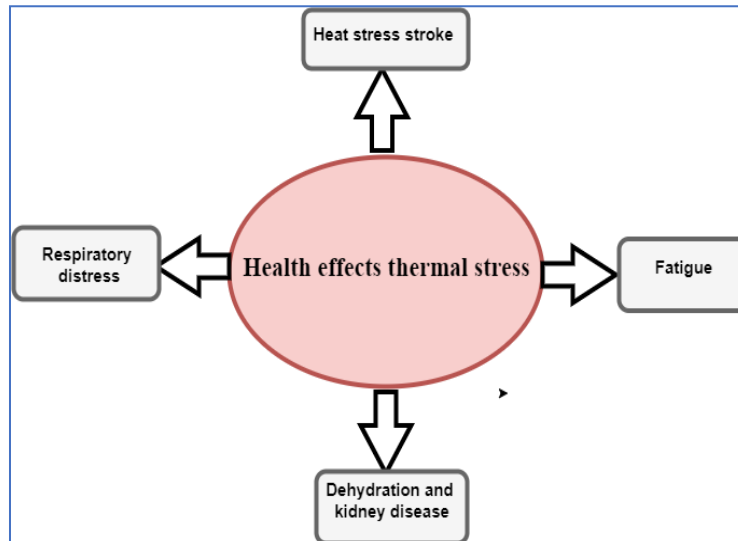 Heat stress stroke
Respiratory
distress
Health effects thermal stress
Fatigue
Dehydration and
kidney disease